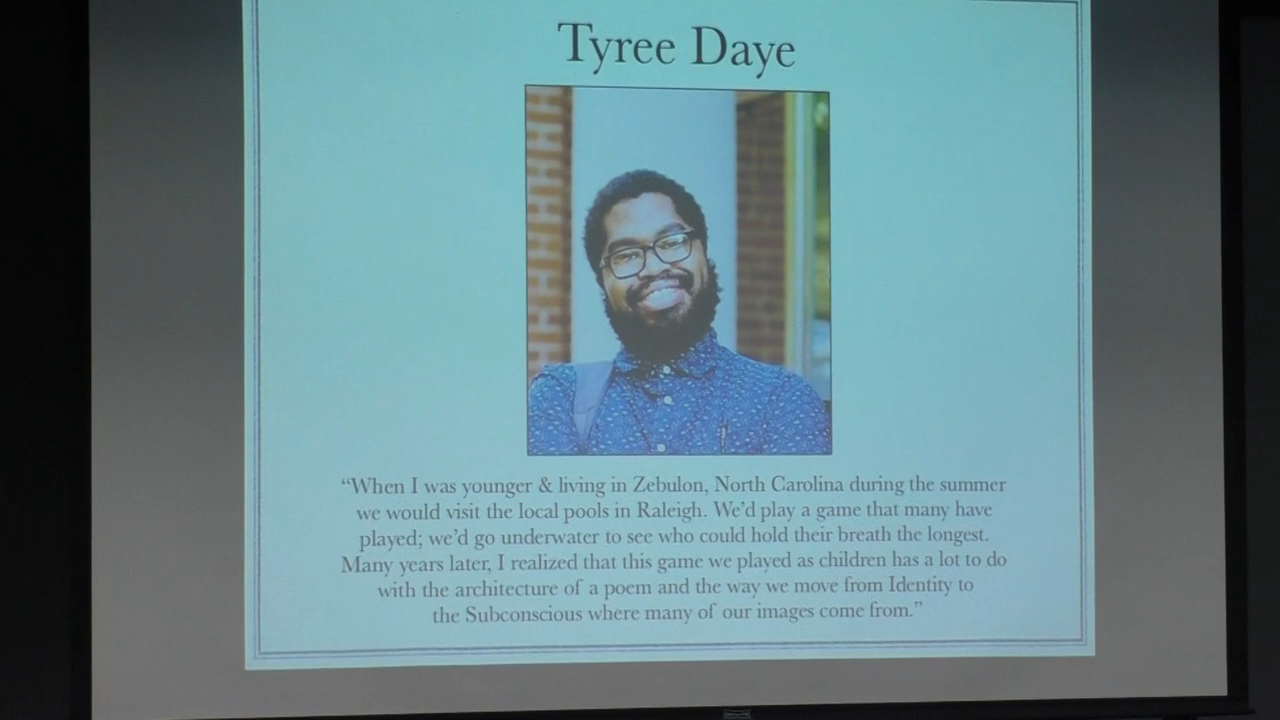 Tyree Daye
“When I was younger & living in Zebulon, North Carolina during the summer
we would visit the local pools in Raleigh. We’d play a game that many have
played; we’d go underwater to see who could hold their breath the longest.
Many years later, I realized that this game we played as children has a lot to do
with the architecture of a poem and the way we move from Identity to
the Subconscious where many of our images come from.”